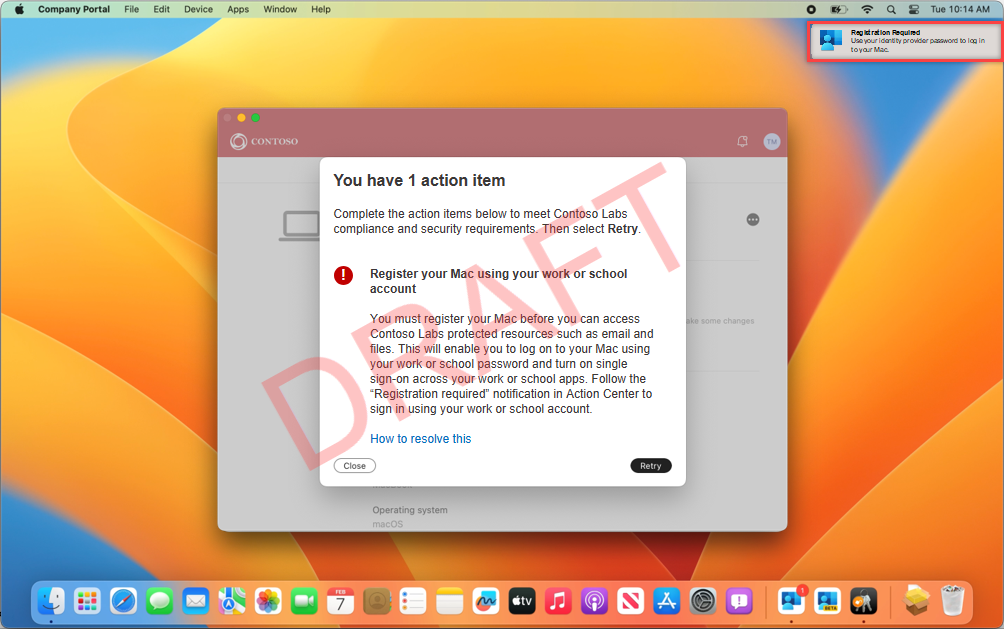 Company Portal File Edit Device Apps Window Help Tue 10:14 AM
Registration Required
Use your identity provider password to log in
to your Mac.
CONTOSO
TM
You have 1 action item
Complete the action items below to meet Contoso Labs
compliance and security requirements. Then select Retry.
!
Register your Mac using your work or school
account
ake some changes
You must register your Mac before you can access
Contoso Labs protected resources such as email and
files. This will enable you to log on to your Mac using
your work or school password and turn on single
sign-on across your work or school apps. Follow the
“Registration required” notification in Action Center to
sign in using your work or school account.
How to resolve this
Close Retry
DRAFT
Operating system
macOS
FEB
7
tv
1
BETA